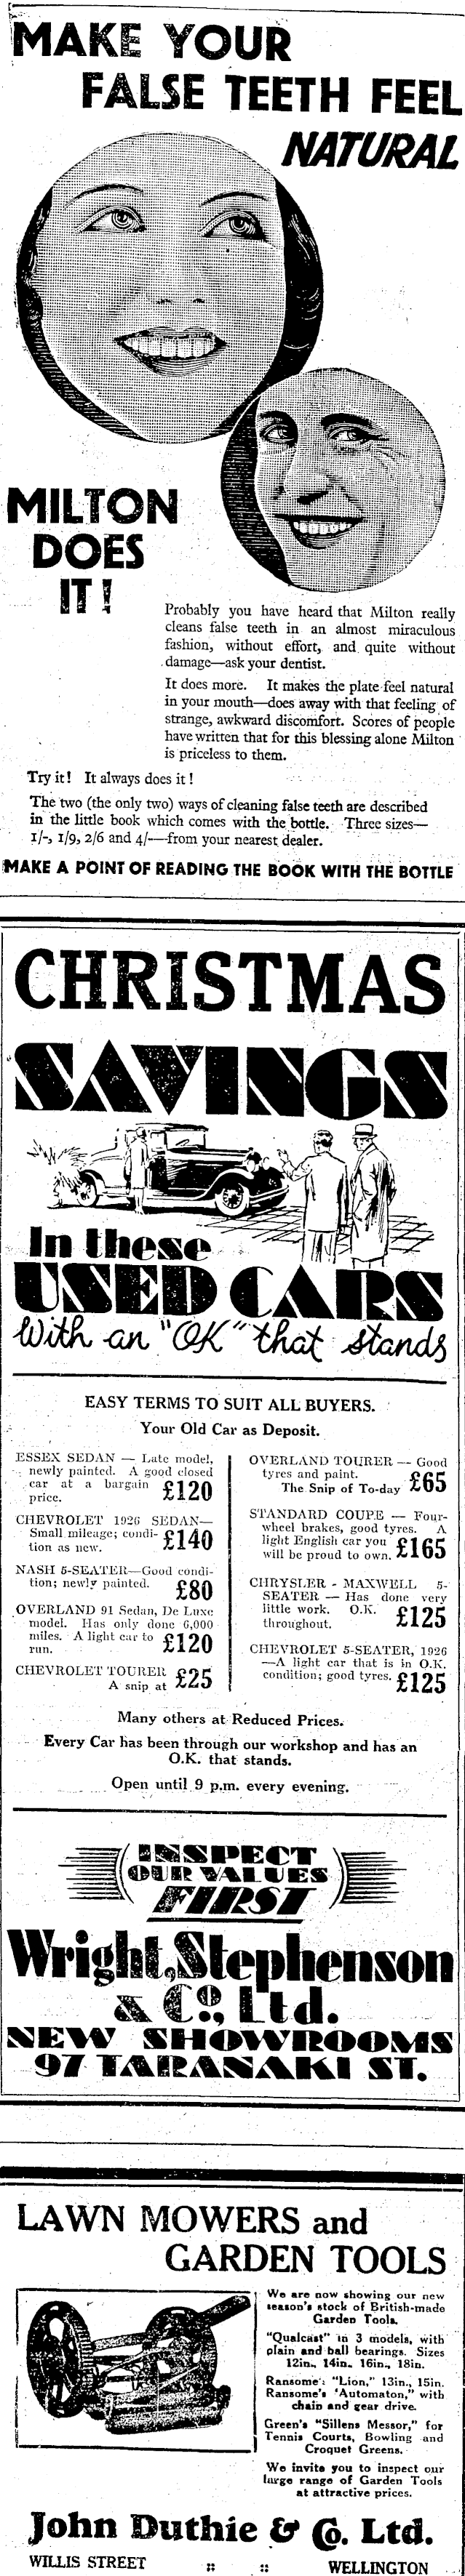 MAKE YOUR
FALSE TEETH FEEL
NATURAL
MILTON
DOES
IT!
Probably you have heard that Milton really
cleans false teeth in an almost miraculous
fashion, without effort, and quite without
damage—ask your dentist.
It does more. It makes the plate feel natural
in your mouth—does away with that feeling of
strange, awkward discomfort. Scores of people
have written that for this blessing alone Milton
is priceless to them.
Try it! It always does it!
The two (the only two) ways of cleaning false teeth are described
in the little book which comes with the bottle. Three sizes—
1/-, 1/9, 2/6 and 4/-—from your nearest dealer.
MAKE A POINT OF READING THE BOOK WITH THE BOTTLE
CHRISTMAS
SAVINGS
In these
USED CARS
With an "OK" that stands
EASY TERMS TO SUIT ALL BUYERS.
Your Old Car as Deposit.
ESSEX SEDAN — Late model,
newly painted. A good closed
car at a bargain
price. £120
CHEVROLET 1926 SEDAN—
Small mileage; condi-
tion as new. £140
NASH 5-SEATER—Good condi-
tion; newly painted. £80
OVERLAND 91 Sedan, De Luxe
model. Has only done 6,000
miles. A light car to
run. £120
CHEVROLET TOURER
A snip at £25
OVERLAND TOURER — Good
tyres and paint.
The Snip of To-day £65
STANDARD COUPE — Four-
wheel brakes, good tyres. A
light English car you
will be proud to own. £165
CHRYSLER - MAXWELL 5-
SEATER — Has done very
little work. O.K.
throughout. £125
CHEVROLET 5-SEATER, 1926
—A light car that is in O.K.
condition; good tyres. £125
Many others at Reduced Prices.
Every Car has been through our workshop and has an
O.K. that stands.
Open until 9 p.m. every evening.
INSPECT
OUR VALUES
FIRST
Wright, Stephenson
& Co., Ltd.
NEW SHOWROOMS
97 TARANAKI ST.
LAWN MOWERS and
GARDEN TOOLS
We are now showing our new
season's stock of British-made
Garden Tools.
"Qualcast" in 3 models, with
plain and ball bearings. Sizes
12in., 14in., 16in., 18in.
Ransome's "Lion," 13in., 15in.
Ransome's "Automaton," with
chain and gear drive.
Green's "Sillens Messor," for
Tennis Courts, Bowling and
Croquet Greens.
We invite you to inspect our
large range of Garden Tools
at attractive prices.
John Duthie & Co. Ltd.
WILLIS STREET :: :: WELLINGTON